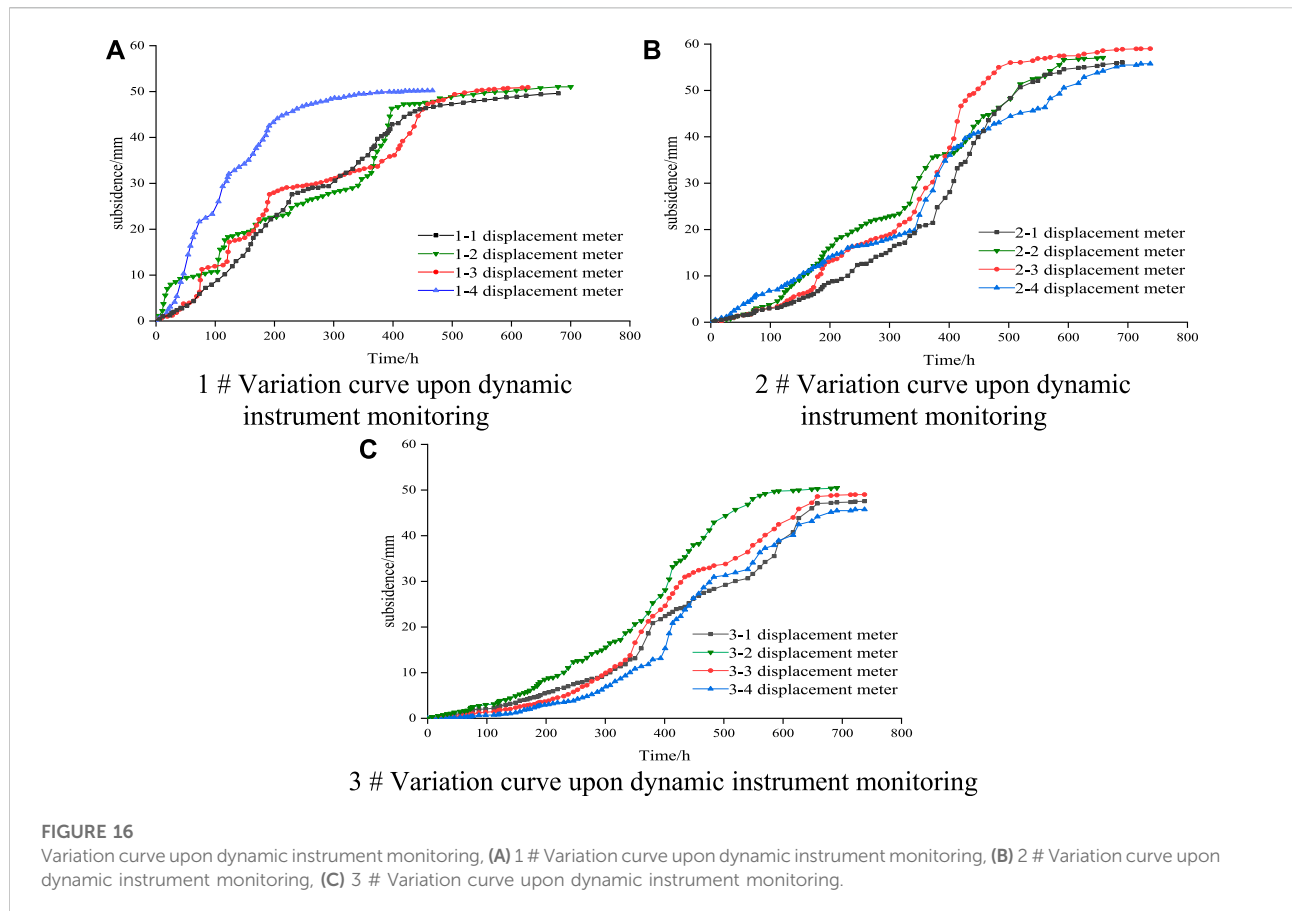 A
60
50
40
30
20
10
0
subsidence/mm
1-1 displacement meter
1-2 displacement meter
1-3 displacement meter
1-4 displacement meter
0 100 200 300 400 500 600 700 800
Time/h
1 # Variation curve upon dynamic
instrument monitoring
B
60
50
40
30
20
10
0
subsidence/mm
2-1 displacement meter
2-2 displacement meter
2-3 displacement meter
2-4 displacement meter
0 100 200 300 400 500 600 700 800
Time/h
2 # Variation curve upon dynamic
instrument monitoring
C
60
50
40
30
20
10
0
subsidence/mm
3-1 displacement meter
3-2 displacement meter
3-3 displacement meter
3-4 displacement meter
0 100 200 300 400 500 600 700 800
Time/h
3 # Variation curve upon dynamic instrument monitoring
FIGURE 16
Variation curve upon dynamic instrument monitoring, (A) 1 # Variation curve upon dynamic instrument monitoring, (B) 2 # Variation curve upon
dynamic instrument monitoring, (C) 3 # Variation curve upon dynamic instrument monitoring.